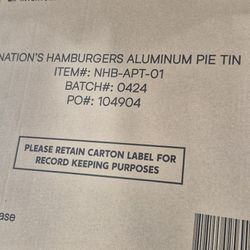 NATION'S HAMBURGERS ALUMINUM PIE TIN
ITEM#: NHB-APT-01
BATCH#: 0424
PO#: 104904
PLEASE RETAIN CARTON LABEL FOR
RECORD KEEPING PURPOSES
ase